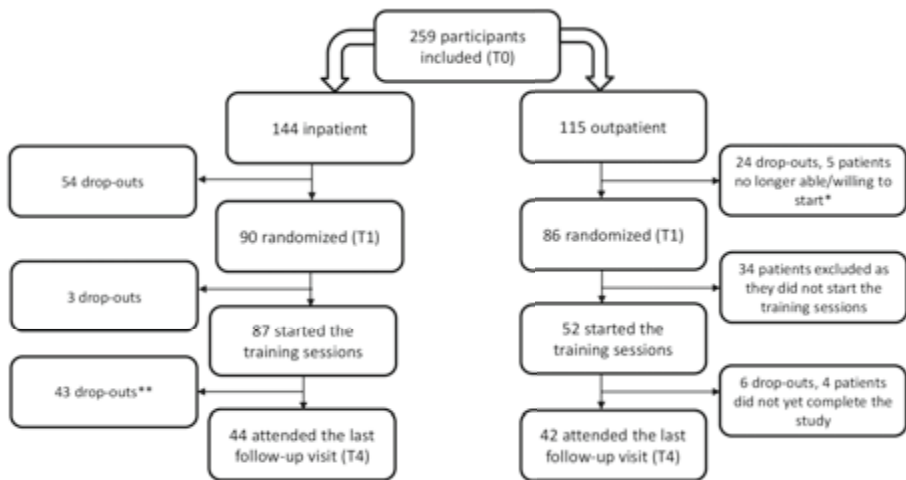 259 participants
included (T0)
144 inpatient
115 outpatient
54 drop-outs
24 drop-outs, 5 patients
no longer able/willing to
start*
90 randomized (T1)
86 randomized (T1)
3 drop-outs
34 patients excluded as
they did not start the
training sessions
87 started the
training sessions
52 started the
training sessions
43 drop-outs**
6 drop-outs, 4 patients
did not yet complete the
study
44 attended the last
follow-up visit (T4)
42 attended the last
follow-up visit (T4)